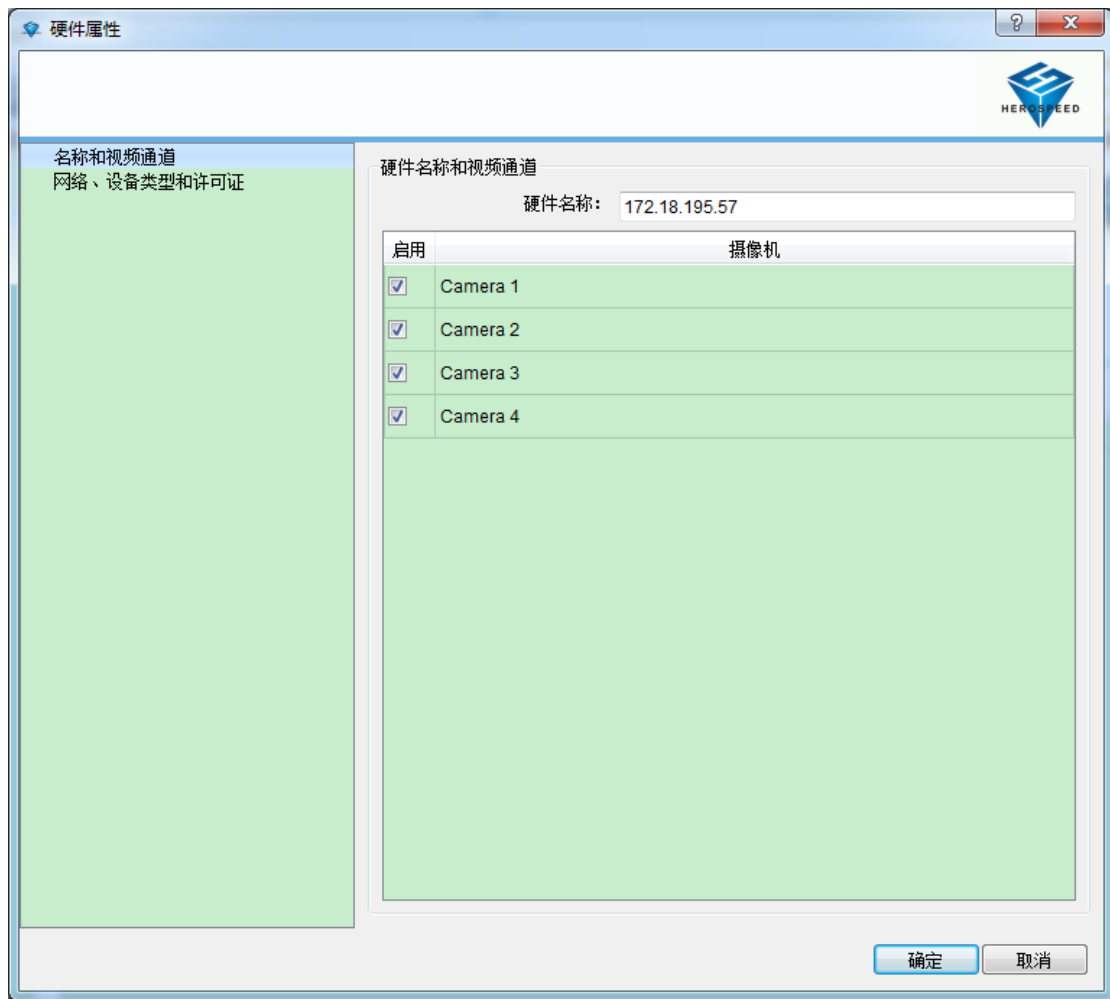 硬件属性
HEROSPEED
名称和视频通道
网络、设备类型和许可证
硬件名称和视频通道
硬件名称： 172.18.195.57
启用 摄像机
Camera 1
Camera 2
Camera 3
Camera 4
确定 取消